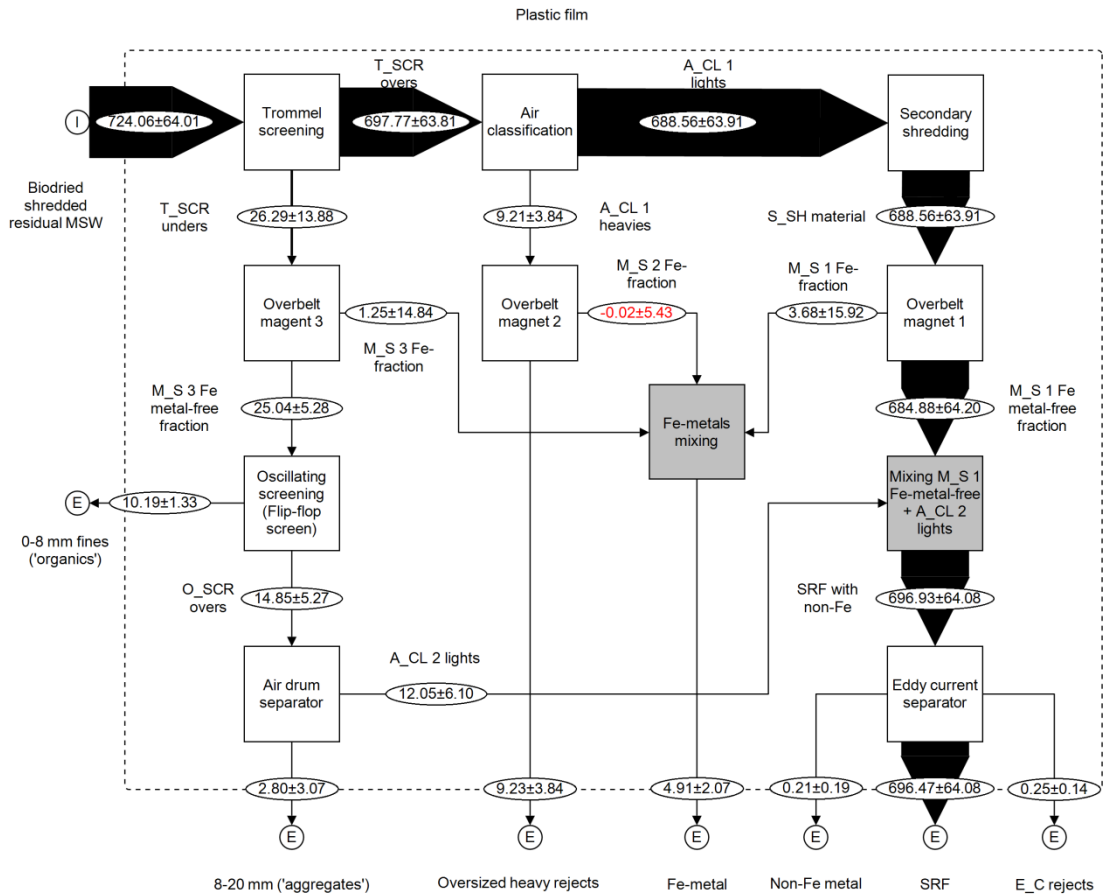 Plastic film
T_SCR
overs
A_CL 1
lights
I
724.06±64.01
Trommel
screening
697.77±63.81
Air
classification
688.56±63.91
Secondary
shredding
Biodried
shredded
residual MSW
T_SCR
unders
26.29±13.88
9.21±3.84
A_CL 1
heavies
S_SH material
688.56±63.91
M_S 2 Fe-
fraction
M_S 1 Fe-
fraction
Overbelt
magent 3
1.25±14.84
Overbelt
magnet 2
-0.02±5.43
3.68±15.92
Overbelt
magnet 1
M_S 3 Fe-
fraction
M_S 3 Fe
metal-free
fraction
25.04±5.28
Fe-metals
mixing
684.88±64.20
M_S 1 Fe
metal-free
fraction
E
10.19±1.33
Oscillating
screening
(Flip-flop
screen)
Mixing M_S 1
Fe-metal-free
+ A_CL 2
lights
0-8 mm fines
('organics')
O_SCR
overs
14.85±5.27
SRF with
non-Fe
696.93±64.08
Air drum
separator
A_CL 2 lights
12.05±6.10
Eddy current
separator
2.80±3.07
9.23±3.84
4.91±2.07
0.21±0.19
696.47±64.08
0.25±0.14
E
E
E
E
E
E
8-20 mm ('aggregates')
Oversized heavy rejects
Fe-metal
Non-Fe metal
SRF
E_C rejects